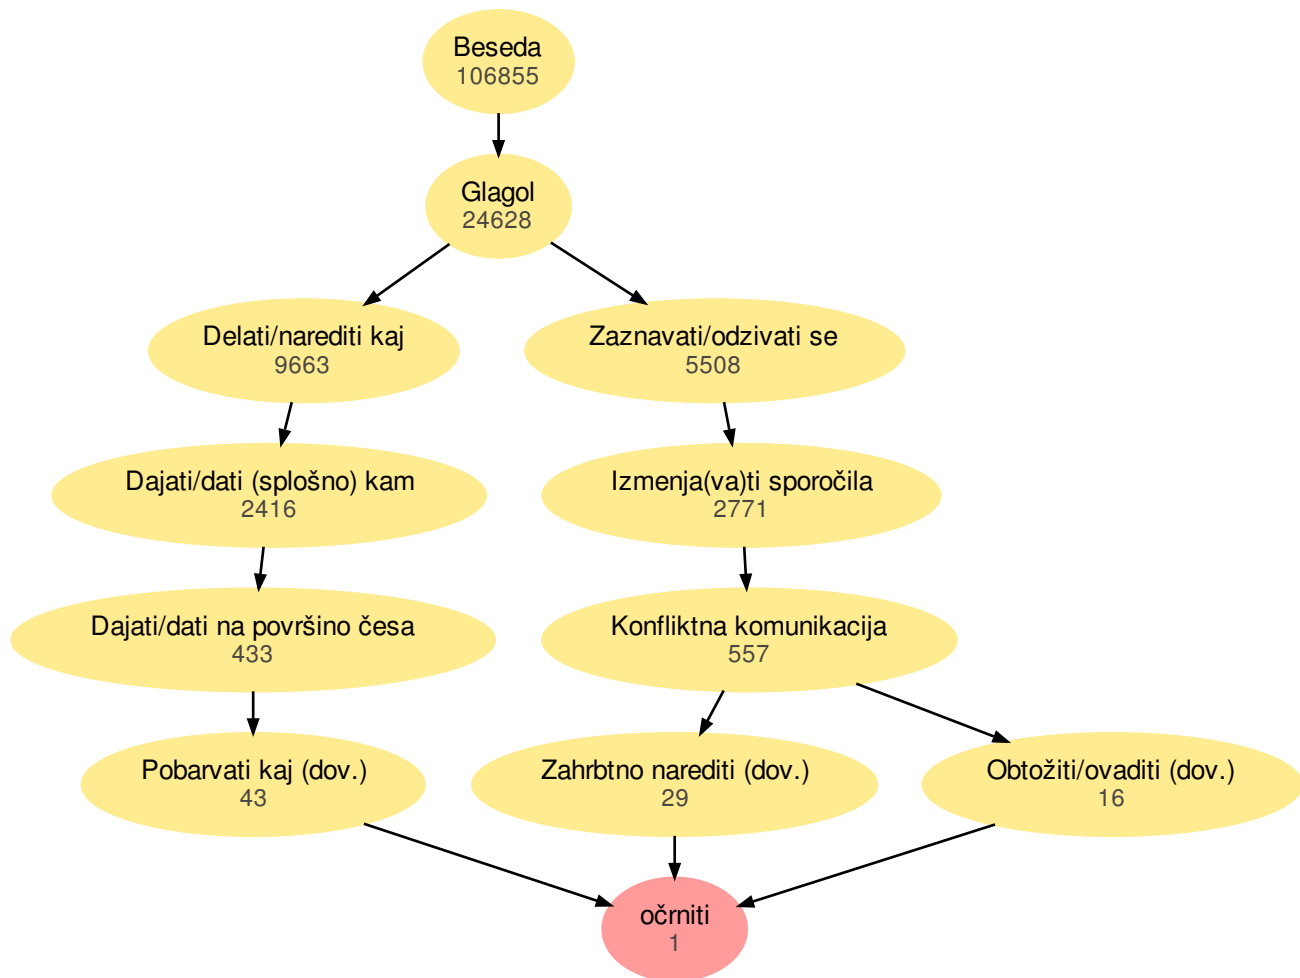 Beseda
106855
Glagol
24628
Delati/narediti kaj
9663
Zaznavati/odzivati se
5508
Dajati/dati (splošno) kam
2416
Izmenja(va)ti sporočila
2771
Dajati/dati na površino česa
433
Konfliktna komunikacija
557
Pobarvati kaj (dov.)
43
Zahrbtno narediti (dov.)
29
Obtožiti/ovaditi (dov.)
16
očrniti
1